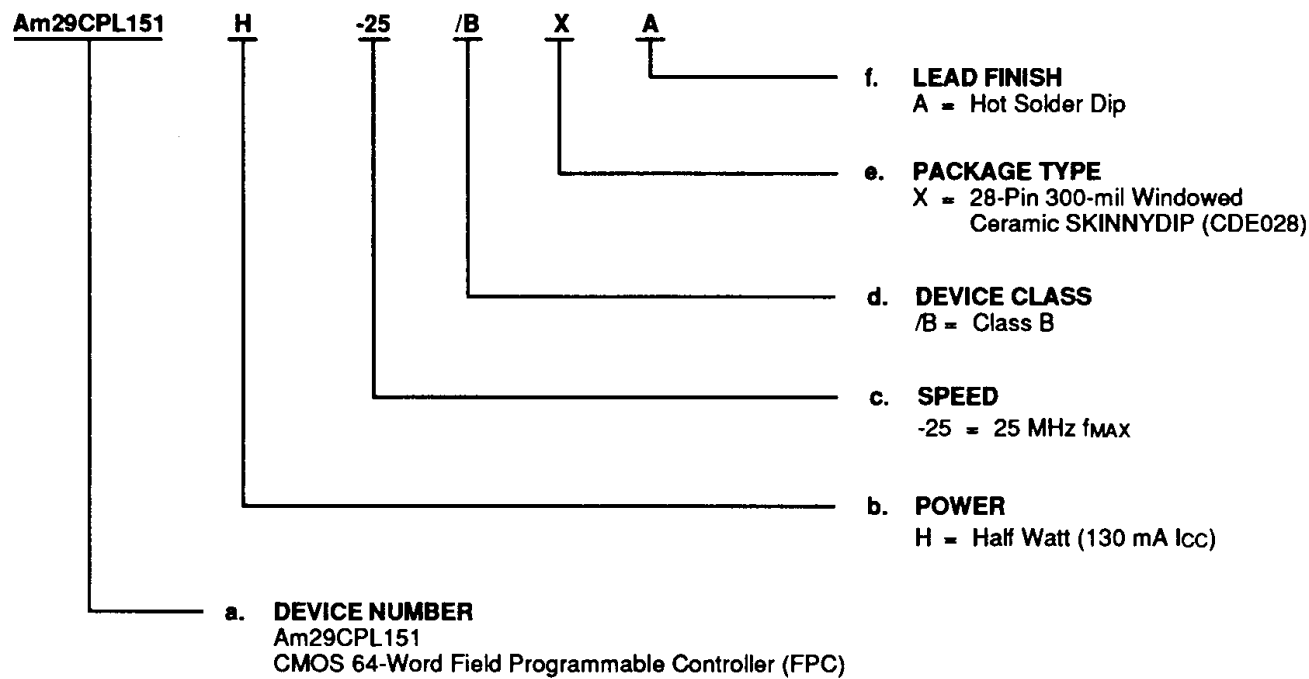 Am29CPL151 H -25 /B X A
f. LEAD FINISH
A = Hot Solder Dip
e. PACKAGE TYPE
X = 28-Pin 300-mil Windowed
Ceramic SKINNYDIP (CDE028)
d. DEVICE CLASS
/B = Class B
c. SPEED
-25 = 25 MHz fMAX
b. POWER
H = Half Watt (130 mA ICC)
a. DEVICE NUMBER
Am29CPL151
CMOS 64-Word Field Programmable Controller (FPC)